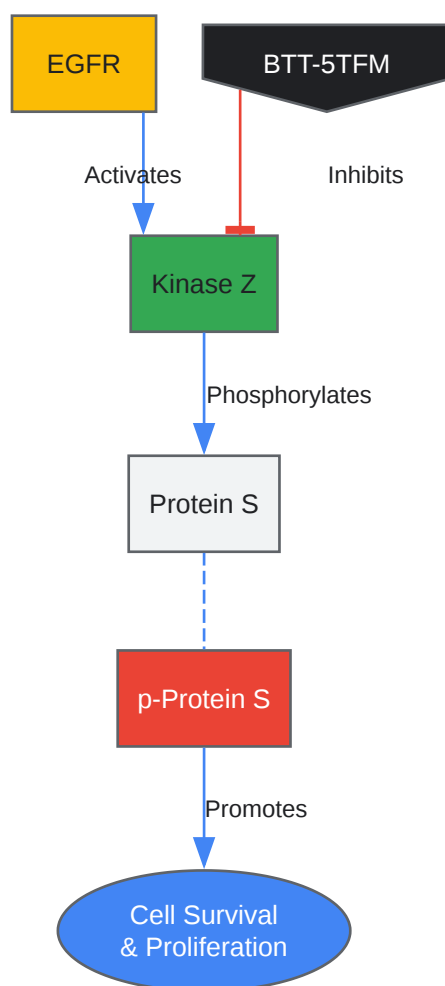 EGFR
BTT-5TFM
Activates
Inhibits
Kinase Z
Phosphorylates
Protein S
p-Protein S
Promotes
Cell Survival
& Proliferation